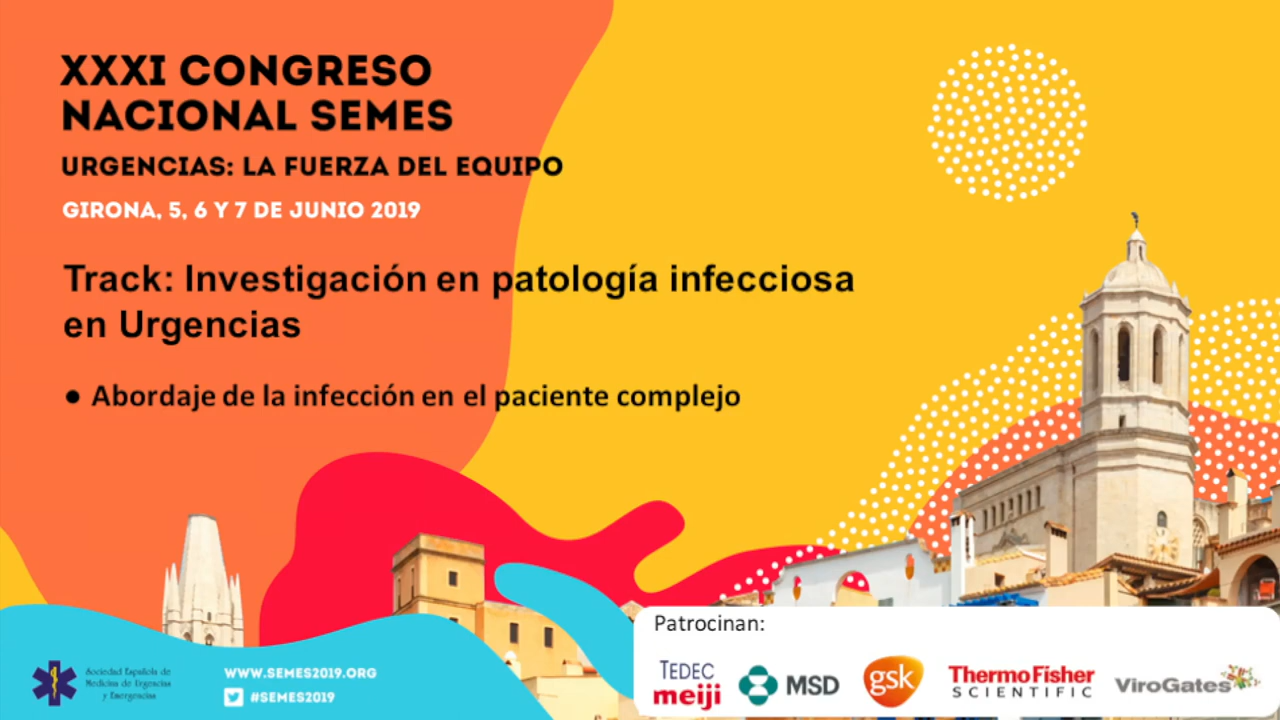 XXXI CONGRESO
NACIONAL SEMES
URGENCIAS: LA FUERZA DEL EQUIPO
GIRONA, 5, 6 Y 7 DE JUNIO 2019
Track: Investigación en patología infecciosa
en Urgencias
● Abordaje de la infección en el paciente complejo
Patrocinan:
TEDEC
meiji
MSD
gsk
ThermoFisher
SCIENTIFIC
ViroGates
Sociedad Española de
Medicina de Urgencias
y Emergencias
WWW.SEMES2019.ORG
#SEMES2019